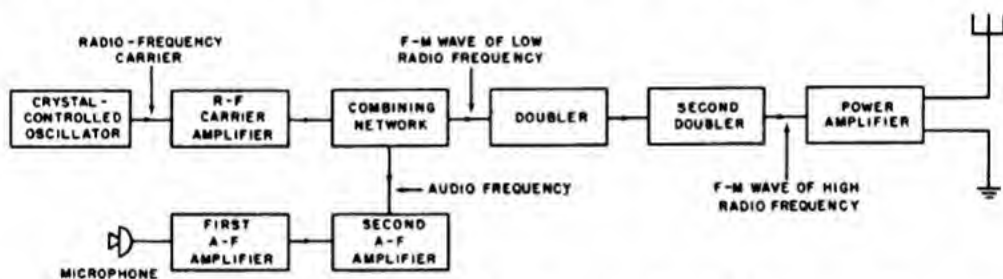 RADIO-FREQUENCY
CARRIER
F-M WAVE OF LOW
RADIO FREQUENCY
CRYSTAL-
CONTROLLED
OSCILLATOR
R-F
CARRIER
AMPLIFIER
COMBINING
NETWORK
DOUBLER
SECOND
DOUBLER
POWER
AMPLIFIER
AUDIO FREQUENCY
F-M WAVE OF HIGH
RADIO FREQUENCY
MICROPHONE
FIRST
A-F
AMPLIFIER
SECOND
A-F
AMPLIFIER